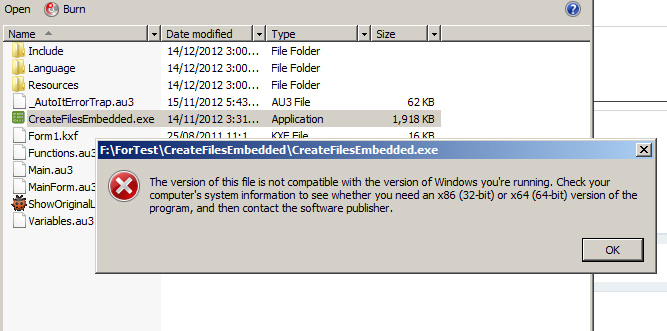 Open Burn
Name Date modified Type Size
Include 14/12/2012 3:00... File Folder
Language 14/12/2012 3:00... File Folder
Resources 14/12/2012 3:00... File Folder
_AutoItErrorTrap.au3 15/11/2012 5:43... AU3 File 62 KB
CreateFilesEmbedded.exe 14/11/2012 3:31... Application 1,918 KB
Form1.kxf 25/08/2011 11:1... KXF File 16 KB
Functions.au3
Main.au3
MainForm.au3
ShowOriginalL
Variables.au3
F:\ForTest\CreateFilesEmbedded\CreateFilesEmbedded.exe
The version of this file is not compatible with the version of Windows you're running. Check your
computer's system information to see whether you need an x86 (32-bit) or x64 (64-bit) version of the
program, and then contact the software publisher.
OK